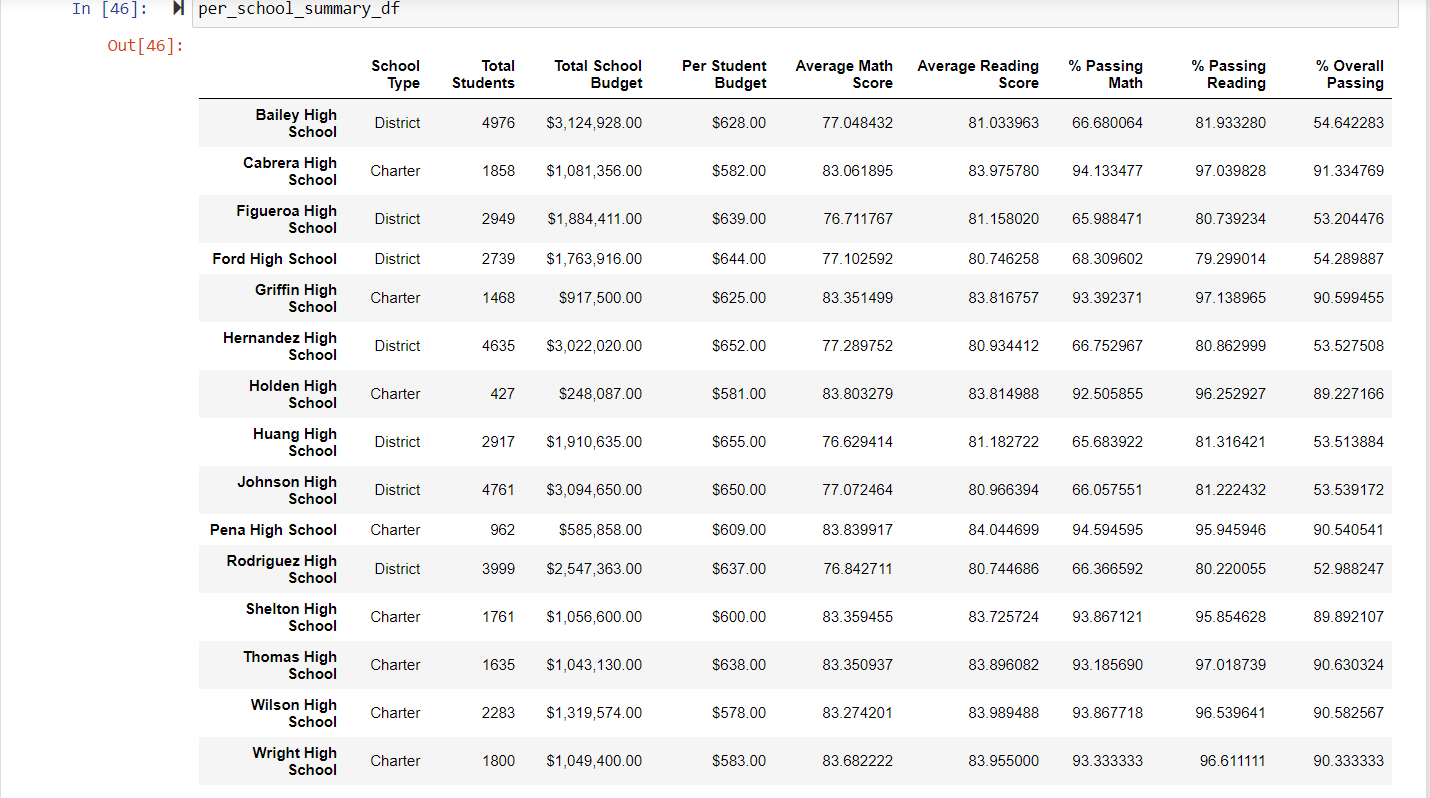 In [46]: per_school_summary_df
Out[46]:
School Total Total School Per Student Average Math Average Reading % Passing % Passing % Overall
Type Students Budget Budget Score Score Math Reading Passing
Bailey High
School District 4976 $3,124,928.00 $628.00 77.048432 81.033963 66.680064 81.933280 54.642283
Cabrera High
School Charter 1858 $1,081,356.00 $582.00 83.061895 83.975780 94.133477 97.039828 91.334769
Figueroa High
School District 2949 $1,884,411.00 $639.00 76.711767 81.158020 65.988471 80.739234 53.204476
Ford High School District 2739 $1,763,916.00 $644.00 77.102592 80.746258 68.309602 79.299014 54.289887
Griffin High
School Charter 1468 $917,500.00 $625.00 83.351499 83.816757 93.392371 97.138965 90.599455
Hernandez High
School District 4635 $3,022,020.00 $652.00 77.289752 80.934412 66.752967 80.862999 53.527508
Holden High
School Charter 427 $248,087.00 $581.00 83.803279 83.814988 92.505855 96.252927 89.227166
Huang High
School District 2917 $1,910,635.00 $655.00 76.629414 81.182722 65.683922 81.316421 53.513884
Johnson High
School District 4761 $3,094,650.00 $650.00 77.072464 80.966394 66.057551 81.222432 53.539172
Pena High School Charter 962 $585,858.00 $609.00 83.839917 84.044699 94.594595 95.945946 90.540541
Rodriguez High
School District 3999 $2,547,363.00 $637.00 76.842711 80.744686 66.366592 80.220055 52.988247
Shelton High
School Charter 1761 $1,056,600.00 $600.00 83.359455 83.725724 93.867121 95.854628 89.892107
Thomas High
School Charter 1635 $1,043,130.00 $638.00 83.350937 83.896082 93.185690 97.018739 90.630324
Wilson High
School Charter 2283 $1,319,574.00 $578.00 83.274201 83.989488 93.867718 96.539641 90.582567
Wright High
School Charter 1800 $1,049,400.00 $583.00 83.682222 83.955000 93.333333 96.611111 90.333333